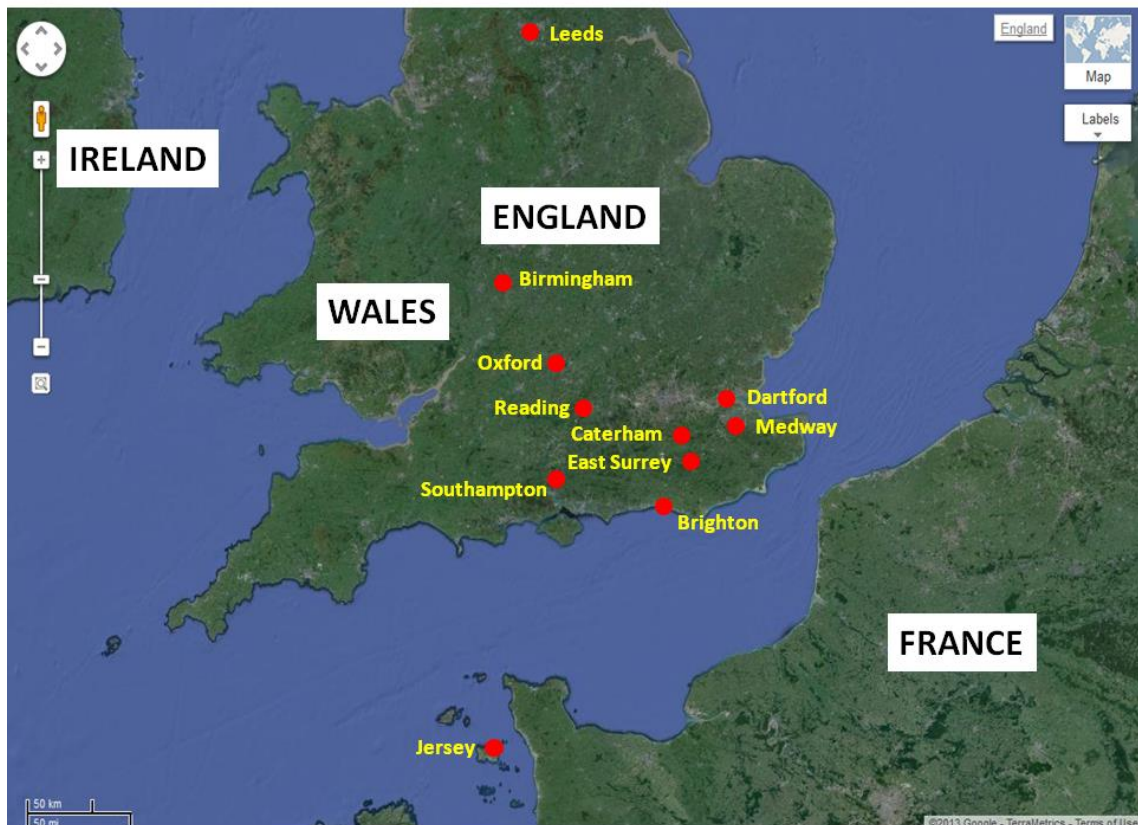 Leeds
England
Map
Labels
IRELAND
ENGLAND
Birmingham
WALES
Oxford
Dartford
Reading
Medway
Caterham
East Surrey
Southampton
Brighton
FRANCE
Jersey
50 km
50 mi
©2013 Google - TerraMetrics - Terms of Use